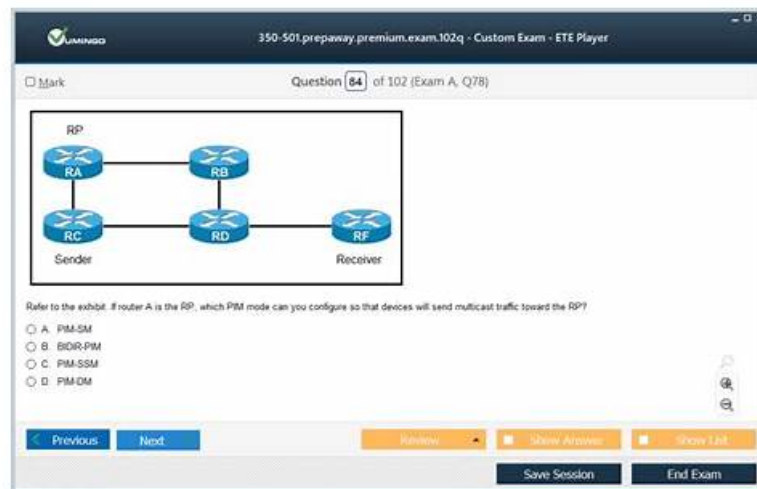 VUMINGO
350-501.prepaway.premium.exam.102q - Custom Exam - ETE Player
Mark
Question 84 of 102 (Exam A, Q78)
RP
RA
RB
RC
RD
RF
Sender
Receiver
Refer to the exhibit. If router A is the RP, which PIM mode can you configure so that devices will send multicast traffic toward the RP?
A. PIM-SM
B. BIDIR-PIM
C. PIM-SSM
D. PIM-DM
Previous
Next
Review
Show Answer
Show List
Save Session
End Exam